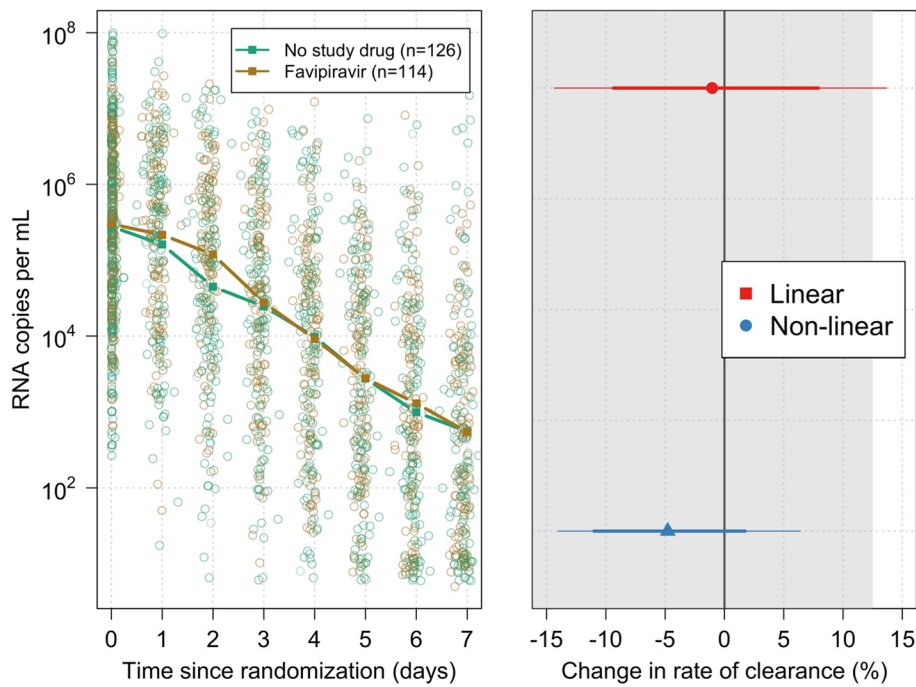 RNA copies per mL
10^8
10^6
10^4
10^2
No study drug (n=126)
Favipiravir (n=114)
0 1 2 3 4 5 6 7
Time since randomization (days)
Linear
Non-linear
-15 -10 -5 0 5 10 15
Change in rate of clearance (%)